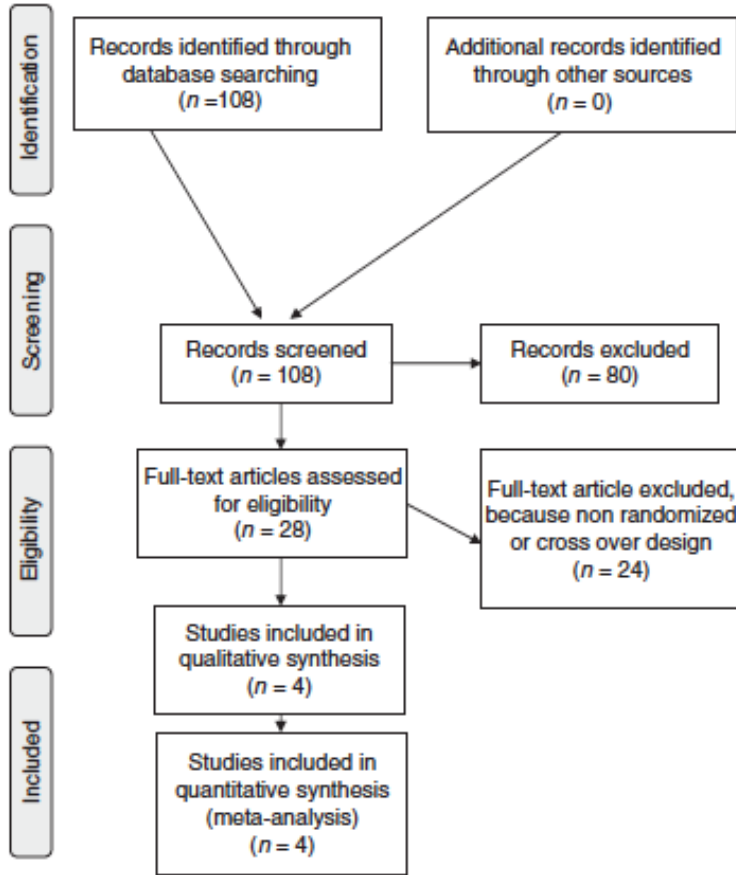 Identification
Records identified through
database searching
(n =108)
Additional records identified
through other sources
(n = 0)
Screening
Records screened
(n = 108)
Records excluded
(n = 80)
Eligibility
Full-text articles assessed
for eligibility
(n = 28)
Full-text article excluded,
because non randomized
or cross over design
(n = 24)
Studies included in
qualitative synthesis
(n = 4)
Included
Studies included in
quantitative synthesis
(meta-analysis)
(n = 4)